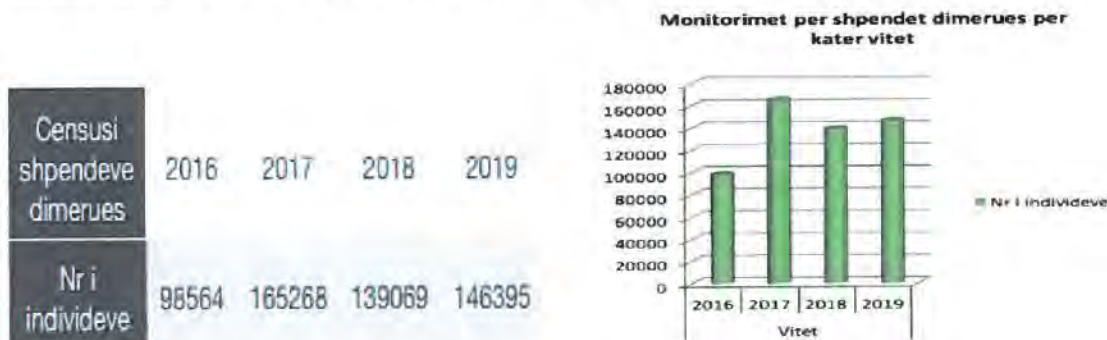 Censusi
shpendeve
dimerues
2016 2017 2018 2019
Nr i
individeve
98564 165268 139069 146395
Monitorimet per shpendet dimerues per
kater vitet
180000
160000
140000
120000
100000
80000
60000
40000
20000
0
2016 2017 2018 2019
Vitet
Nr i individeve